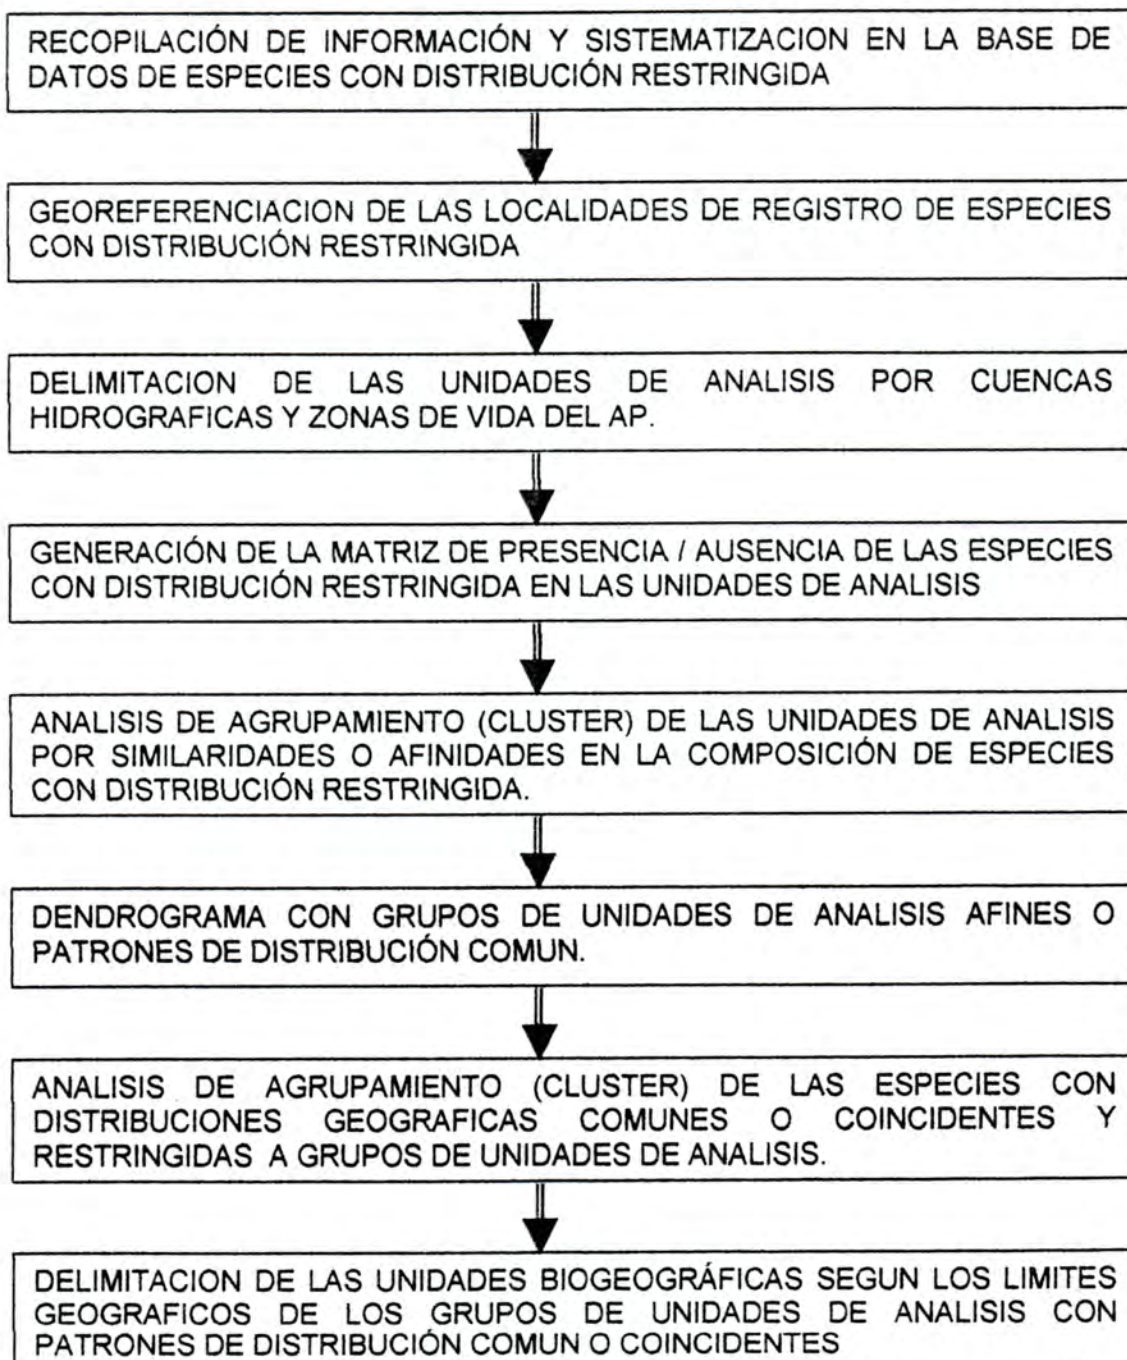 RECOPILACIÓN DE INFORMACIÓN Y SISTEMATIZACION EN LA BASE DE
DATOS DE ESPECIES CON DISTRIBUCIÓN RESTRINGIDA
GEOREFERENCIACION DE LAS LOCALIDADES DE REGISTRO DE ESPECIES
CON DISTRIBUCIÓN RESTRINGIDA
DELIMITACION DE LAS UNIDADES DE ANALISIS POR CUENCAS
HIDROGRAFICAS Y ZONAS DE VIDA DEL AP.
GENERACIÓN DE LA MATRIZ DE PRESENCIA / AUSENCIA DE LAS ESPECIES
CON DISTRIBUCIÓN RESTRINGIDA EN LAS UNIDADES DE ANALISIS
ANALISIS DE AGRUPAMIENTO (CLUSTER) DE LAS UNIDADES DE ANALISIS
POR SIMILARIDADES O AFINIDADES EN LA COMPOSICIÓN DE ESPECIES
CON DISTRIBUCIÓN RESTRINGIDA.
DENDROGRAMA CON GRUPOS DE UNIDADES DE ANALISIS AFINES O
PATRONES DE DISTRIBUCIÓN COMUN.
ANALISIS DE AGRUPAMIENTO (CLUSTER) DE LAS ESPECIES CON
DISTRIBUCIONES GEOGRAFICAS COMUNES O COINCIDENTES Y
RESTRINGIDAS A GRUPOS DE UNIDADES DE ANALISIS.
DELIMITACION DE LAS UNIDADES BIOGEOGRÁFICAS SEGUN LOS LIMITES
GEOGRAFICOS DE LOS GRUPOS DE UNIDADES DE ANALISIS CON
PATRONES DE DISTRIBUCIÓN COMUN O COINCIDENTES